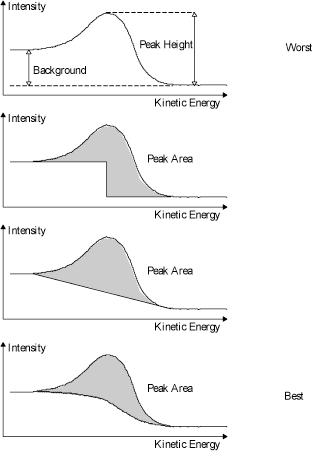 Intensity
Peak Height
Worst
Background
Kinetic Energy
Intensity
Peak Area
Kinetic Energy
Intensity
Peak Area
Kinetic Energy
Intensity
Peak Area
Best
Kinetic Energy